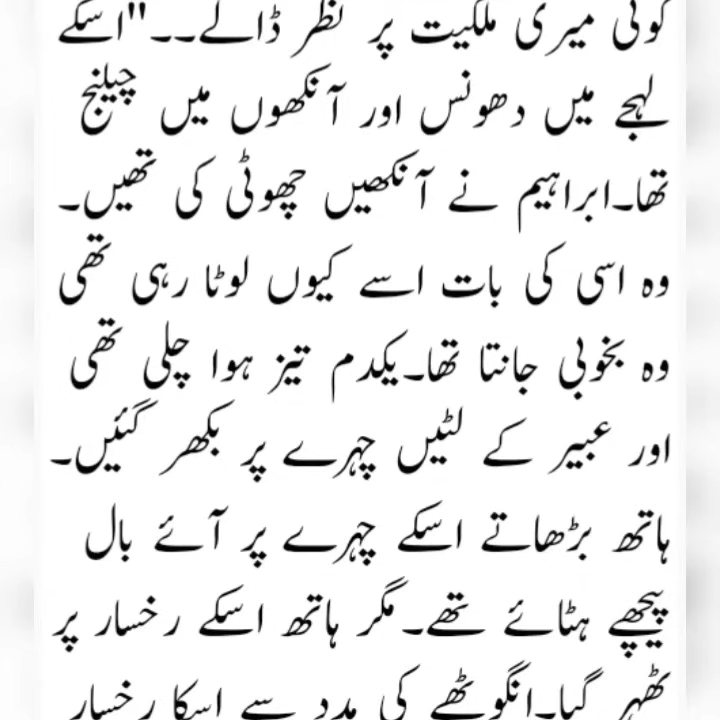 کوئی میری ملکیت پر نظر ڈالے۔۔"اسکے
لہجے میں دھونس اور آنکھوں میں چیلنج
تھا۔ابراہیم نے آنکھیں چھوٹی کی تھیں۔
وہ اسی کی بات اسے کیوں لوٹا رہی تھی
وہ بخوبی جانتا تھا۔یکدم تیز ہوا چلی تھی
اور عبیر کے لٹیں چہرے پر بکھر گئیں۔
ہاتھ بڑھاتے اسکے چہرے پر آئے بال
پیچھے ہٹائے تھے۔مگر ہاتھ اسکے رخسار پر
ٹھہر گیا۔انگوٹھے کی مدد سے اسکا رخسار